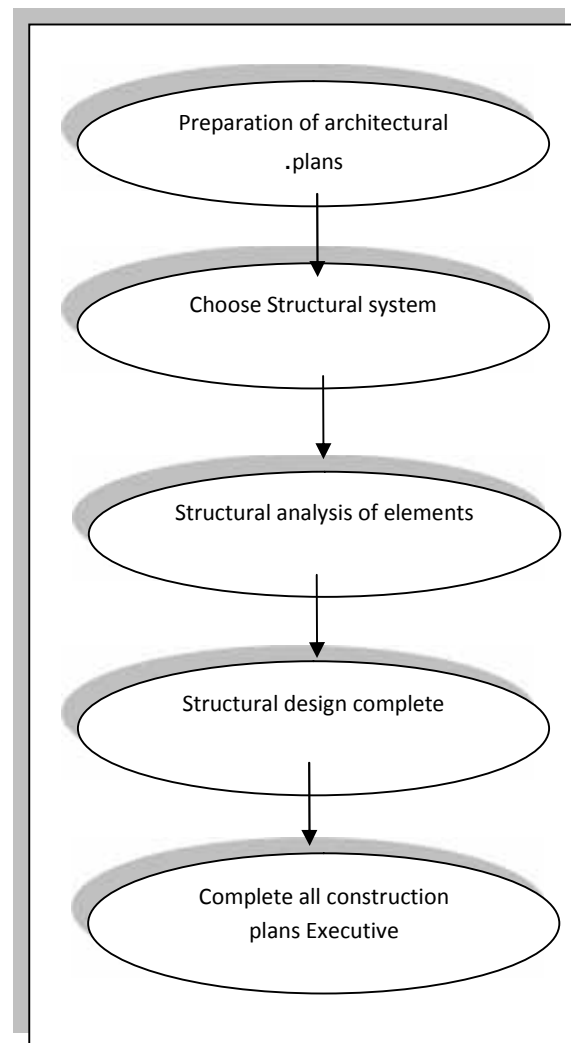 Preparation of architectural
.plans
Choose Structural system
Structural analysis of elements
Structural design complete
Complete all construction
plans Executive